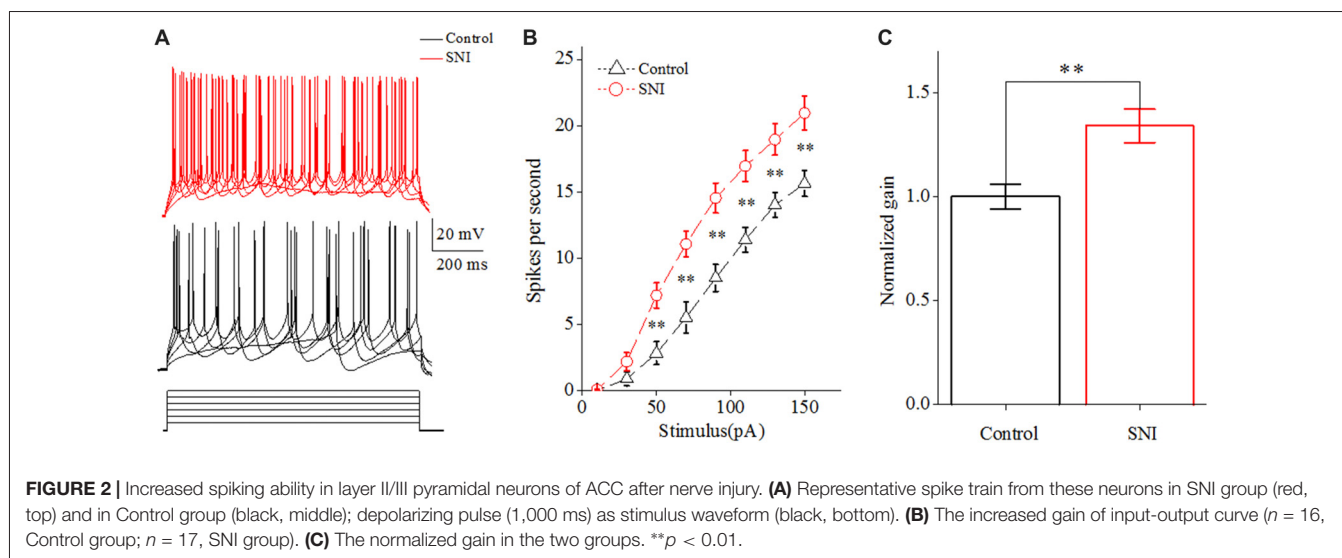 A
Control
SNI
20 mV
200 ms
B
25
20
15
10
5
0
Spikes per second
Control
SNI
**
**
**
**
**
**
0
50
100
150
Stimulus(pA)
C
**
1.5
1.0
0.5
0.0
Normalized gain
Control
SNI
FIGURE 2 | Increased spiking ability in layer II/III pyramidal neurons of ACC after nerve injury. (A) Representative spike train from these neurons in SNI group (red,
top) and in Control group (black, middle); depolarizing pulse (1,000 ms) as stimulus waveform (black, bottom). (B) The increased gain of input-output curve (n = 16,
Control group; n = 17, SNI group). (C) The normalized gain in the two groups. **p < 0.01.